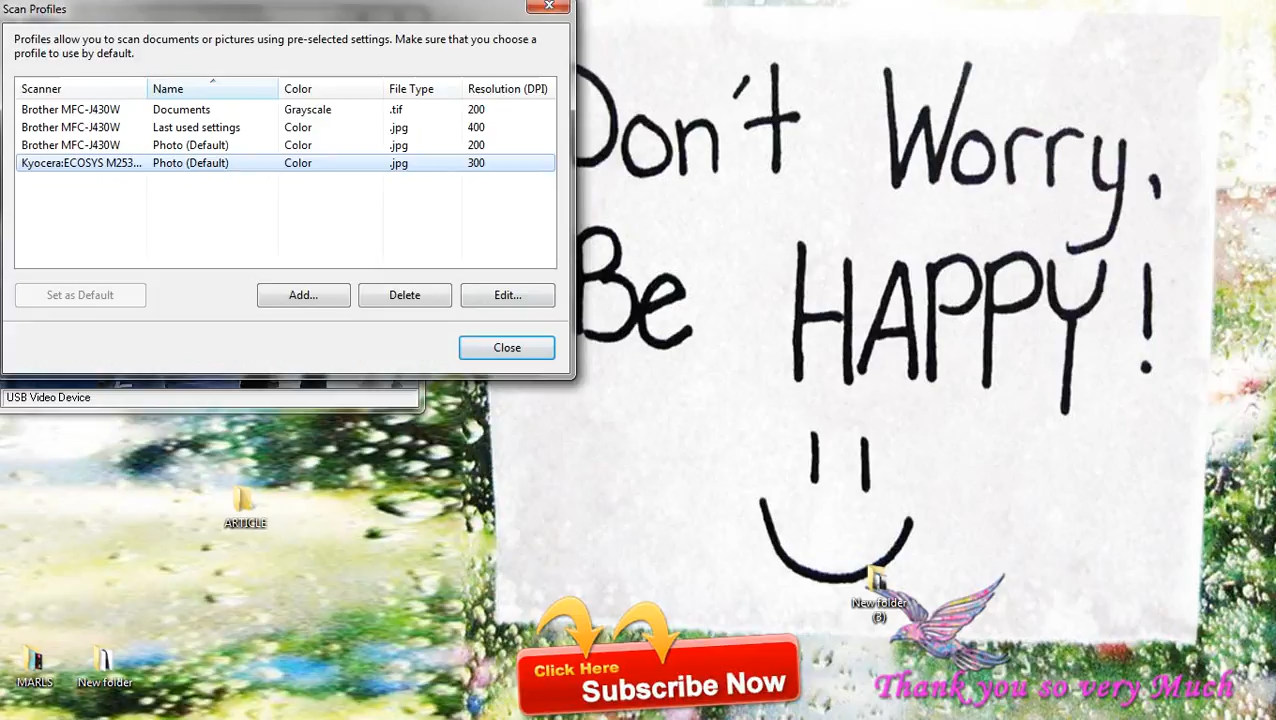 Scan Profiles
Profiles allow you to scan documents or pictures using pre-selected settings. Make sure that you choose a
profile to use by default.
Scanner Name Color File Type Resolution (DPI)
Brother MFC-J430W Documents Grayscale .tif 200
Brother MFC-J430W Last used settings Color .jpg 400
Brother MFC-J430W Photo (Default) Color .jpg 200
Kyocera:ECOSYS M253... Photo (Default) Color .jpg 300
Set as Default Add... Delete Edit...
Close
USB Video Device
Don't Worry,
Be HAPPY!
ARTICLE
New folder
(3)
MARLS
New folder
Click Here
Subscribe Now
Thank you so very Much